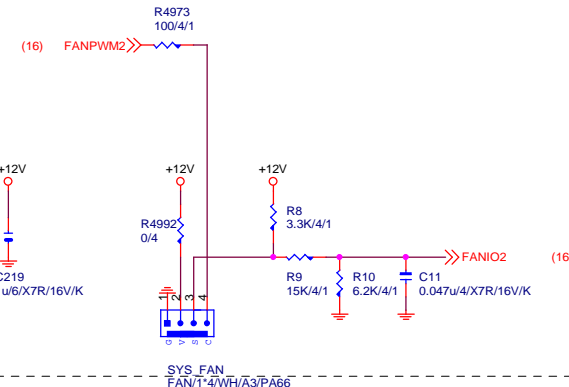 R4973
100/4/1
(16) FANPWM2
+12V
+12V
+12V
R4992
0/4
R8
3.3K/4/1
FANIO2 (16
C219
u/6/X7R/16V/K
R9
15K/4/1
R10
6.2K/4/1
C11
0.047u/4/X7R/16V/K
1 2 3 4
G V S C
SYS_FAN
FAN/1*4/WH/A3/PA66